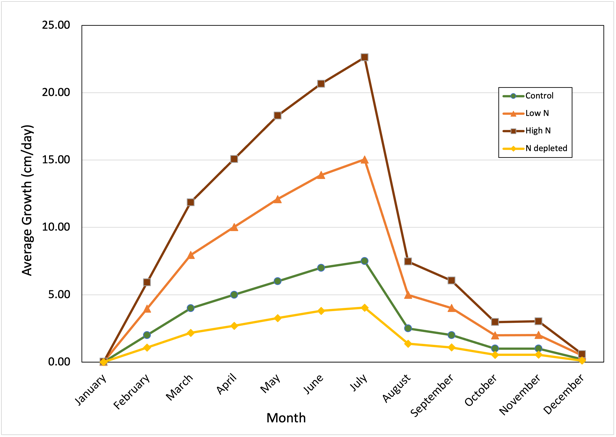 25.00
20.00
15.00
10.00
5.00
0.00
Average Growth (cm/day)
Control
Low N
High N
N depleted
January
February
March
April
May
June
July
August
September
October
November
December
Month